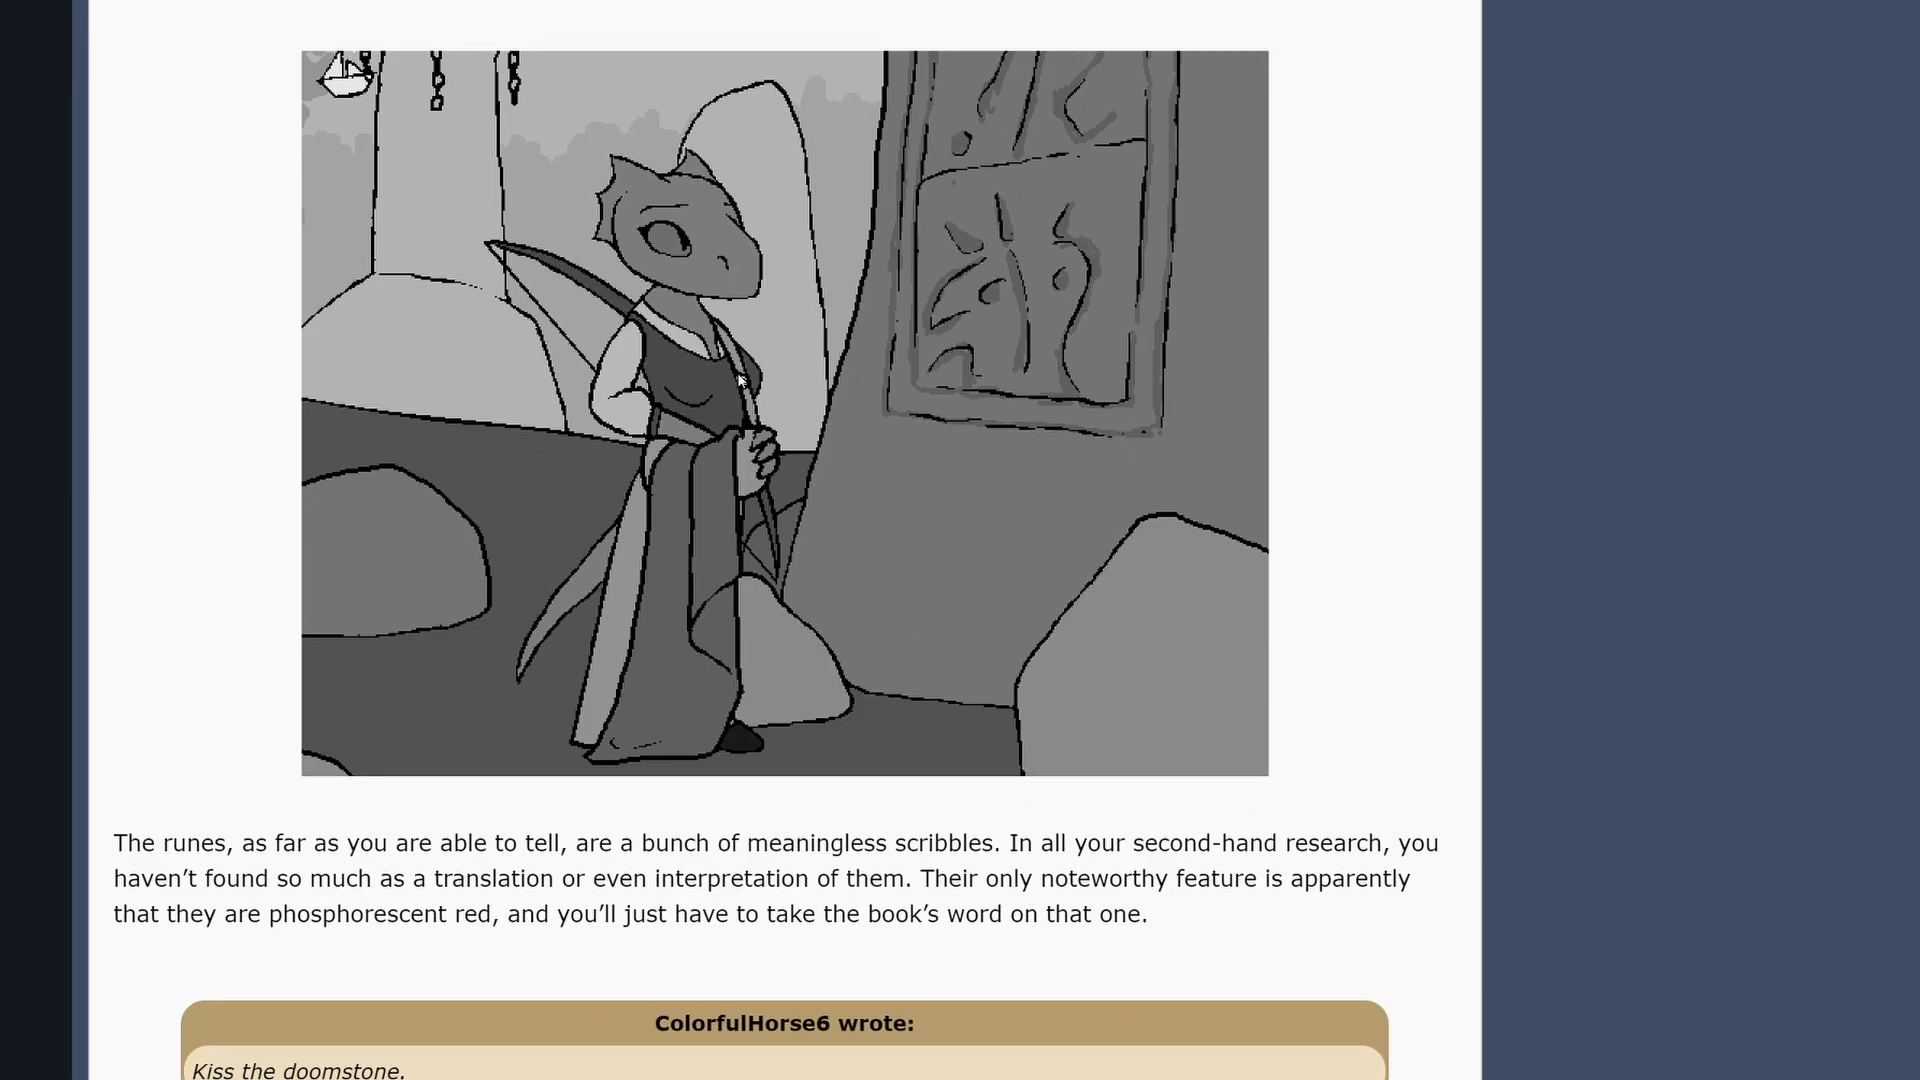 The runes, as far as you are able to tell, are a bunch of meaningless scribbles. In all your second-hand research, you
haven’t found so much as a translation or even interpretation of them. Their only noteworthy feature is apparently
that they are phosphorescent red, and you’ll just have to take the book’s word on that one.
ColorfulHorse6 wrote:
Kiss the doomstone.